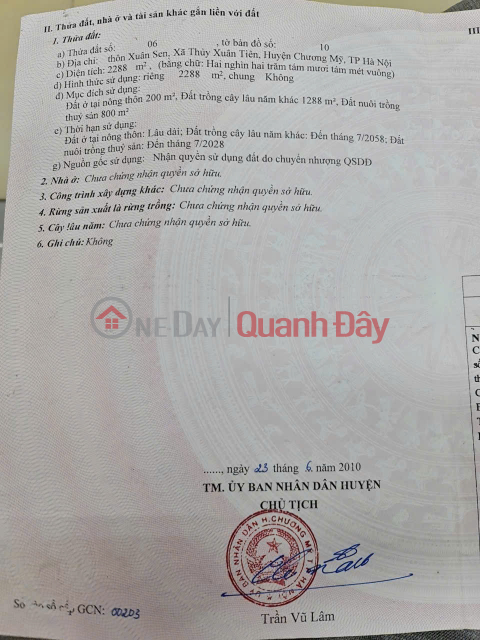 II. Thửa đất, nhà ở và tài sản khác gắn liền với đất
III
1. Thửa đất:
a) Thửa đất số: 06 , tờ bản đồ số: 10
b) Địa chỉ: thôn Xuân Sen, Xã Thủy Xuân Tiên, Huyện Chương Mỹ, TP Hà Nội
c) Diện tích: 2288 m², (bằng chữ: Hai nghìn hai trăm tám mươi tám mét vuông)
d) Hình thức sử dụng: riêng 2288 m², chung Không
đ) Mục đích sử dụng:
Đất ở tại nông thôn 200 m², Đất trồng cây lâu năm khác 1288 m², Đất nuôi trồng
thuỷ sản 800 m²
e) Thời hạn sử dụng:
Đất ở tại nông thôn: Lâu dài; Đất trồng cây lâu năm khác: Đến tháng 7/2058; Đất
nuôi trồng thuỷ sản: Đến tháng 7/2028
g) Nguồn gốc sử dụng: Nhận quyền sử dụng đất do chuyển nhượng QSDĐ
2. Nhà ở: Chưa chứng nhận quyền sở hữu.
3. Công trình xây dựng khác: Chưa chứng nhận quyền sở hữu.
4. Rừng sản xuất là rừng trồng: Chưa chứng nhận quyền sở hữu.
5. Cây lâu năm: Chưa chứng nhận quyền sở hữu.
6. Ghi chú: Không
ONEDAY Quanh Đây
......, ngày 23 tháng 6 năm 2010
TM. ỦY BAN NHÂN DÂN HUYỆN
CHỦ TỊCH
BAN NHÂN DÂN H.CHƯƠNG MỸ
Số GCN: 00203
Trần Vũ Lâm